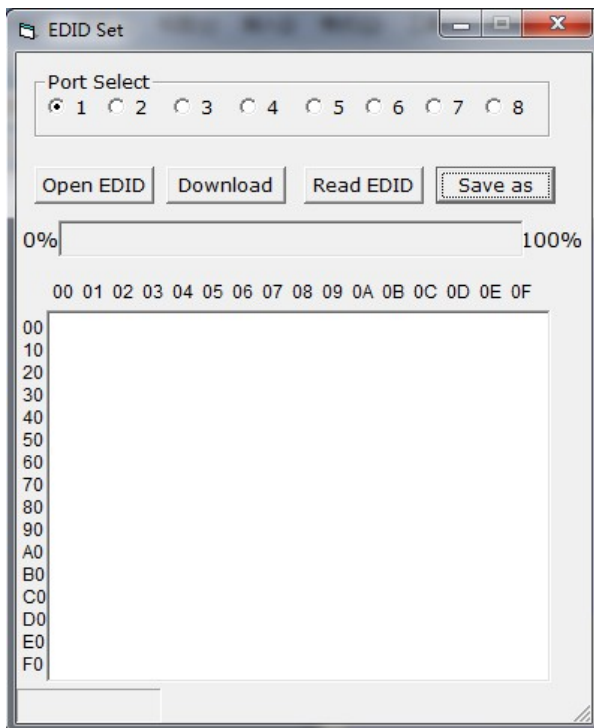 EDID Set
Port Select
1 2 3 4 5 6 7 8
Open EDID Download Read EDID Save as
0% 100%
00 01 02 03 04 05 06 07 08 09 0A 0B 0C 0D 0E 0F
00
10
20
30
40
50
60
70
80
90
A0
B0
C0
D0
E0
F0